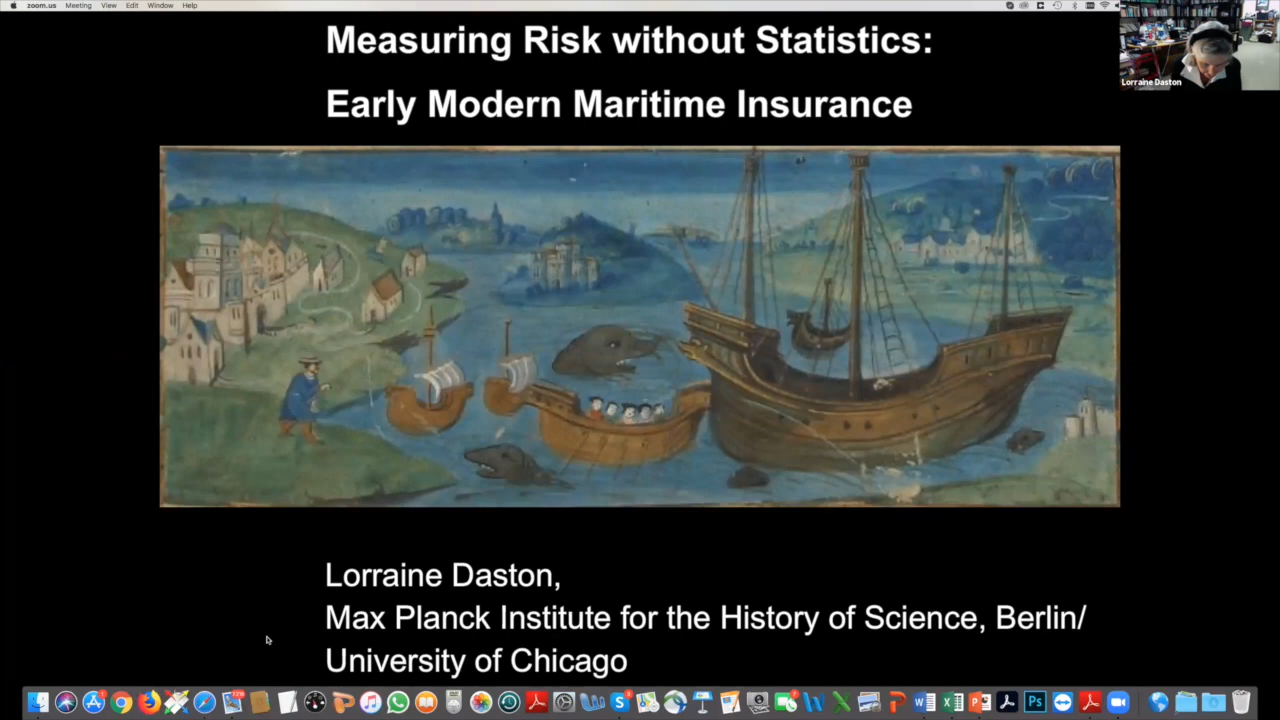 zoom.us Meeting View Edit Window Help
Measuring Risk without Statistics:
Early Modern Maritime Insurance
Lorraine Daston
Lorraine Daston,
Max Planck Institute for the History of Science, Berlin/
University of Chicago